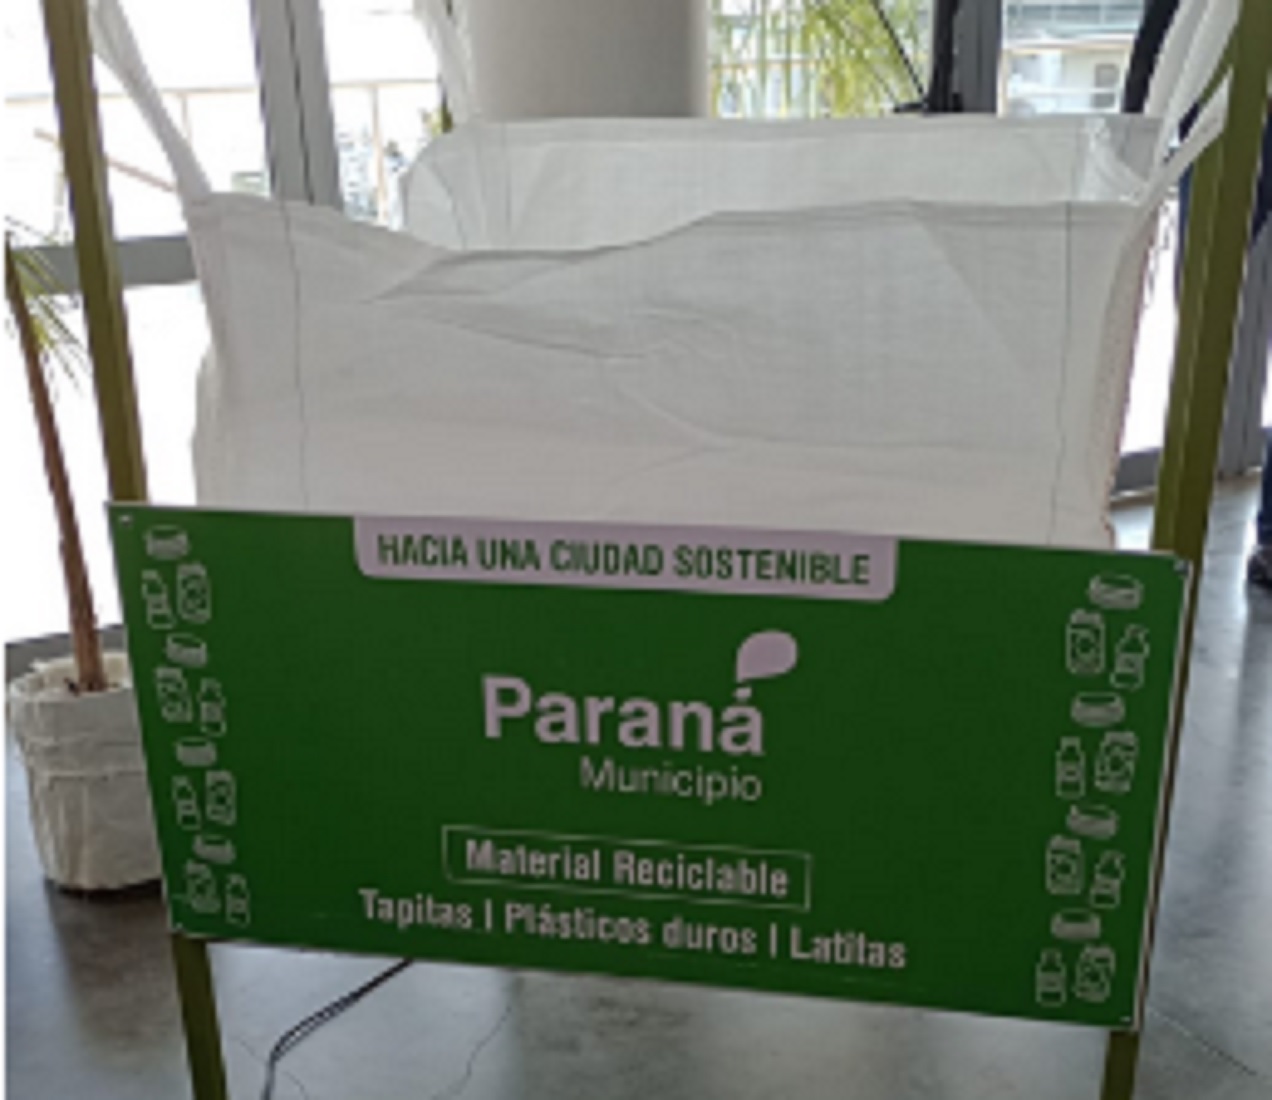 HACIA UNA CIUDAD SOSTENIBLE
Paraná
Municipio
Material Reciclable
Tapitas | Plásticos duros | Latitas